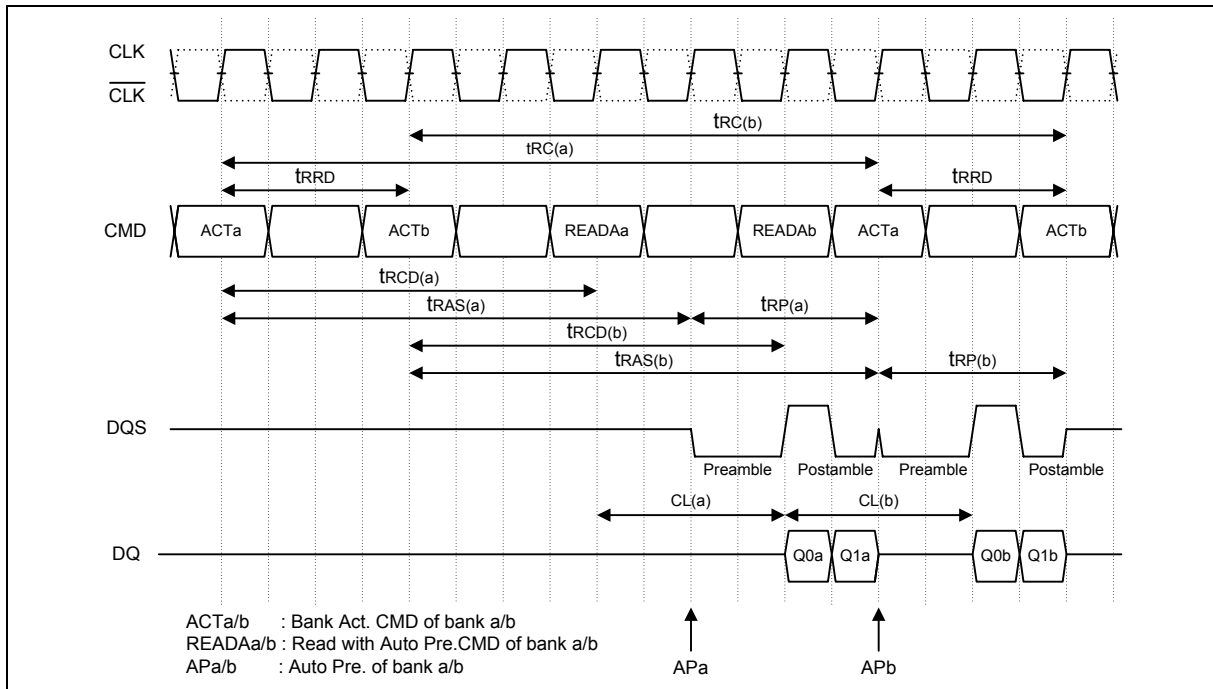 CLK
CLK
tRC(b)
tRC(a)
tRRD tRRD
CMD ACTa ACTb READAa READAb ACTa ACTb
tRCD(a)
tRAS(a) tRP(a)
tRCD(b)
tRAS(b) tRP(b)
DQS
Preamble Postamble Preamble Postamble
CL(a) CL(b)
DQ Q0a Q1a Q0b Q1b
ACTa/b : Bank Act. CMD of bank a/b
READAa/b : Read with Auto Pre.CMD of bank a/b
APa/b : Auto Pre. of bank a/b
APa APb